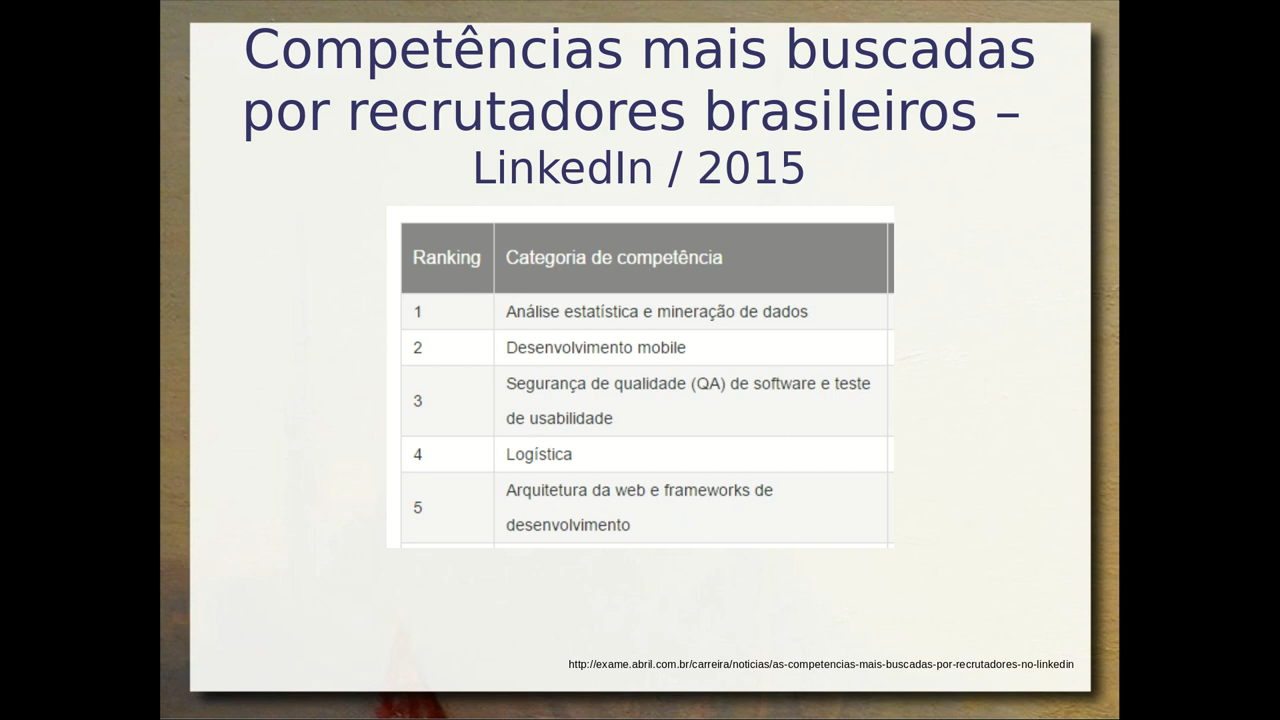 Competências mais buscadas
por recrutadores brasileiros –
LinkedIn / 2015
Ranking Categoria de competência
1 Análise estatística e mineração de dados
2 Desenvolvimento mobile
3 Segurança de qualidade (QA) de software e teste
de usabilidade
4 Logística
5 Arquitetura da web e frameworks de
desenvolvimento
http://exame.abril.com.br/carreira/noticias/as-competencias-mais-buscadas-por-recrutadores-no-linkedin